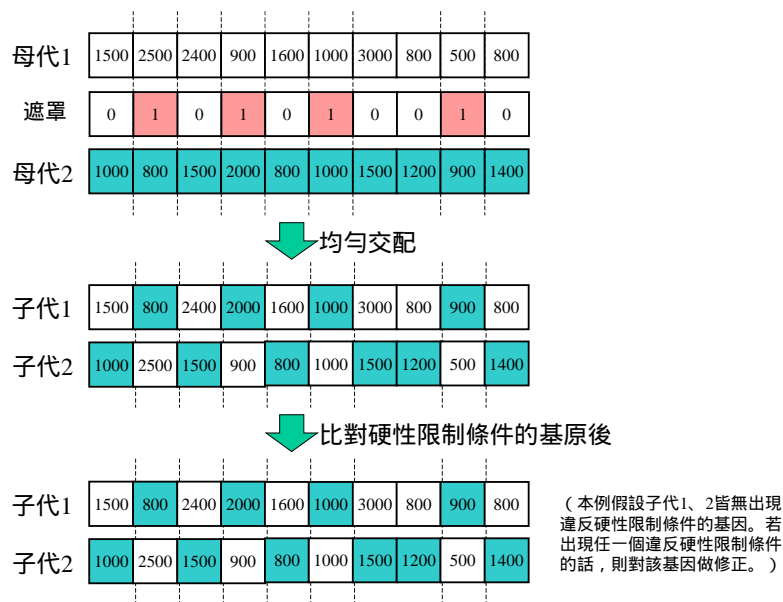 母代1 1500 2500 2400 900 1600 1000 3000 800 500 800
遮罩 0 1 0 1 0 1 0 0 1 0
母代2 1000 800 1500 2000 800 1000 1500 1200 900 1400
均勻交配
子代1 1500 800 2400 2000 1600 1000 3000 800 900 800
子代2 1000 2500 1500 900 800 1000 1500 1200 500 1400
比對硬性限制條件的基原後
子代1 1500 800 2400 2000 1600 1000 3000 800 900 800
子代2 1000 2500 1500 900 800 1000 1500 1200 500 1400
（本例假設子代1、2皆無出現
違反硬性限制條件的基因。若
出現任一個違反硬性限制條件
的話，則對該基因做修正。）